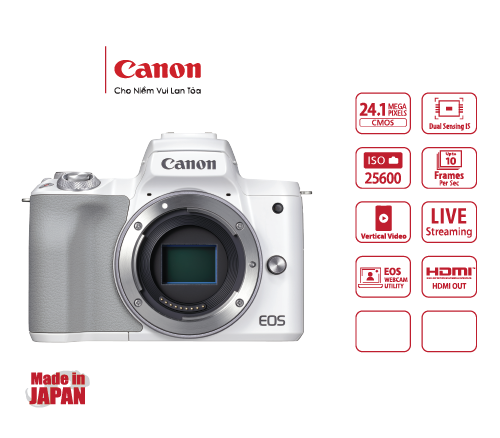 Canon
Cho Niềm Vui Lan Tỏa
Canon
EOS
24.1 MEGA PIXELS
CMOS
Dual Sensing IS
ISO
25600
Up to
10
Frames
Per Sec
Vertical Video
LIVE
Streaming
EOS
WEBCAM
UTILITY
HDMI
HDMI OUT
Made in
JAPAN